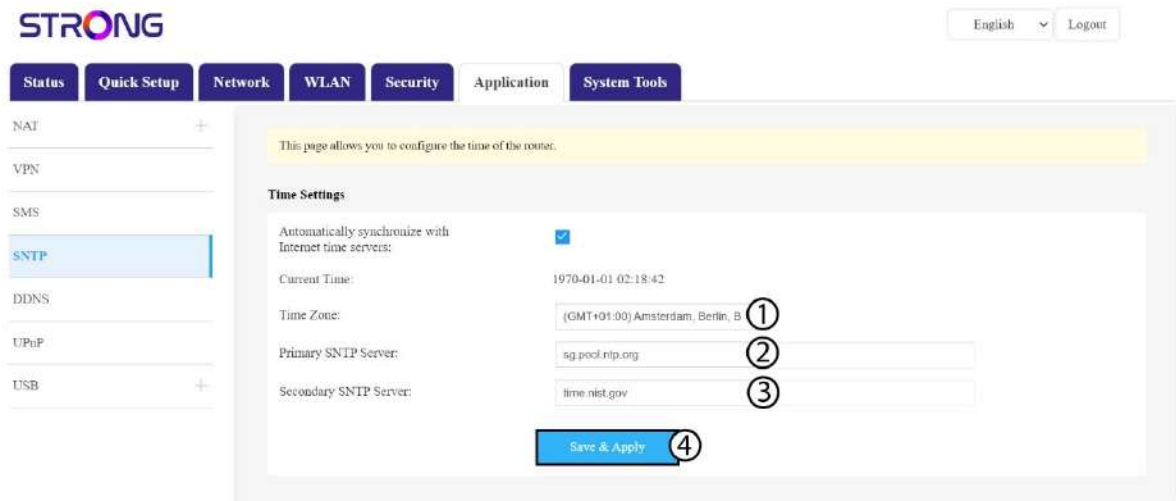 STRONG
English Logout
Status Quick Setup Network WLAN Security Application System Tools
NAT
VPN
SMS
SNTP
DDNS
UPnP
USB
This page allows you to configure the time of the router.
Time Settings
Automatically synchronize with
Internet time servers:
Current Time: 1970-01-01 02:18:42
Time Zone: (GMT+01:00) Amsterdam, Berlin, B 1
Primary SNTP Server: sg.pool.ntp.org 2
Secondary SNTP Server: time.nist.gov 3
Save & Apply 4